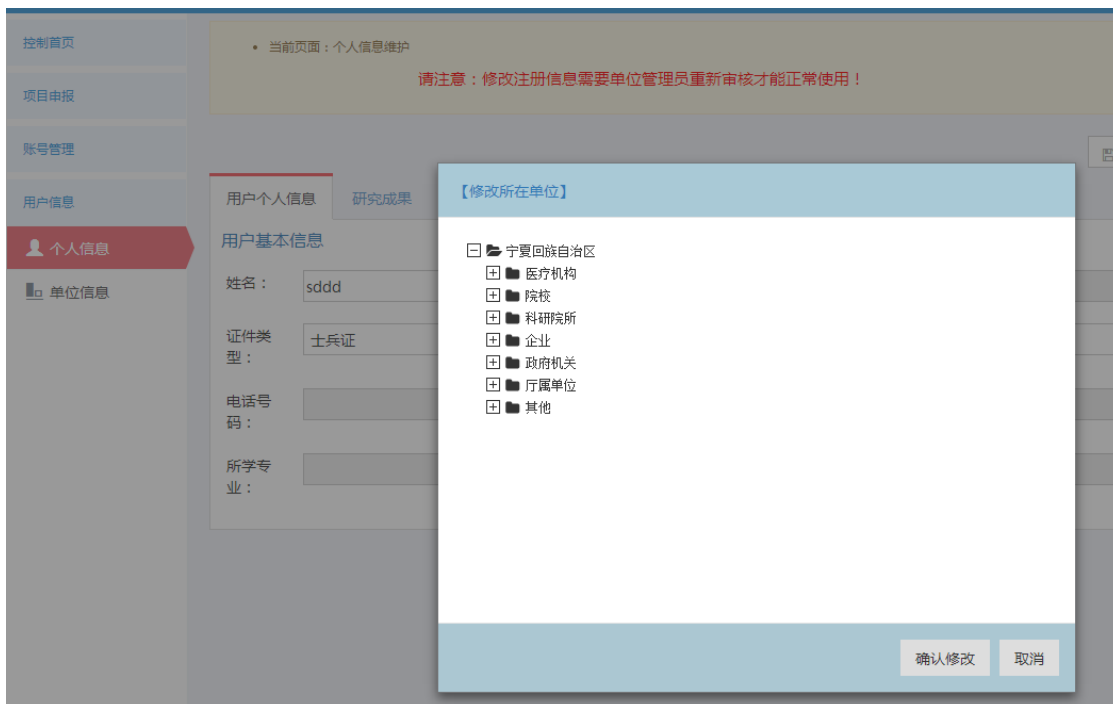 控制首页
项目申报
账号管理
用户信息
个人信息
单位信息
当前页面：个人信息维护
请注意：修改注册信息需要单位管理员重新审核才能正常使用！
用户个人信息
研究成果
用户基本信息
姓名：
sddd
证件类
型：
士兵证
电话号
码：
所学专
业：
【修改所在单位】
宁夏回族自治区
医疗机构
院校
科研院所
企业
政府机关
厅属单位
其他
确认修改
取消